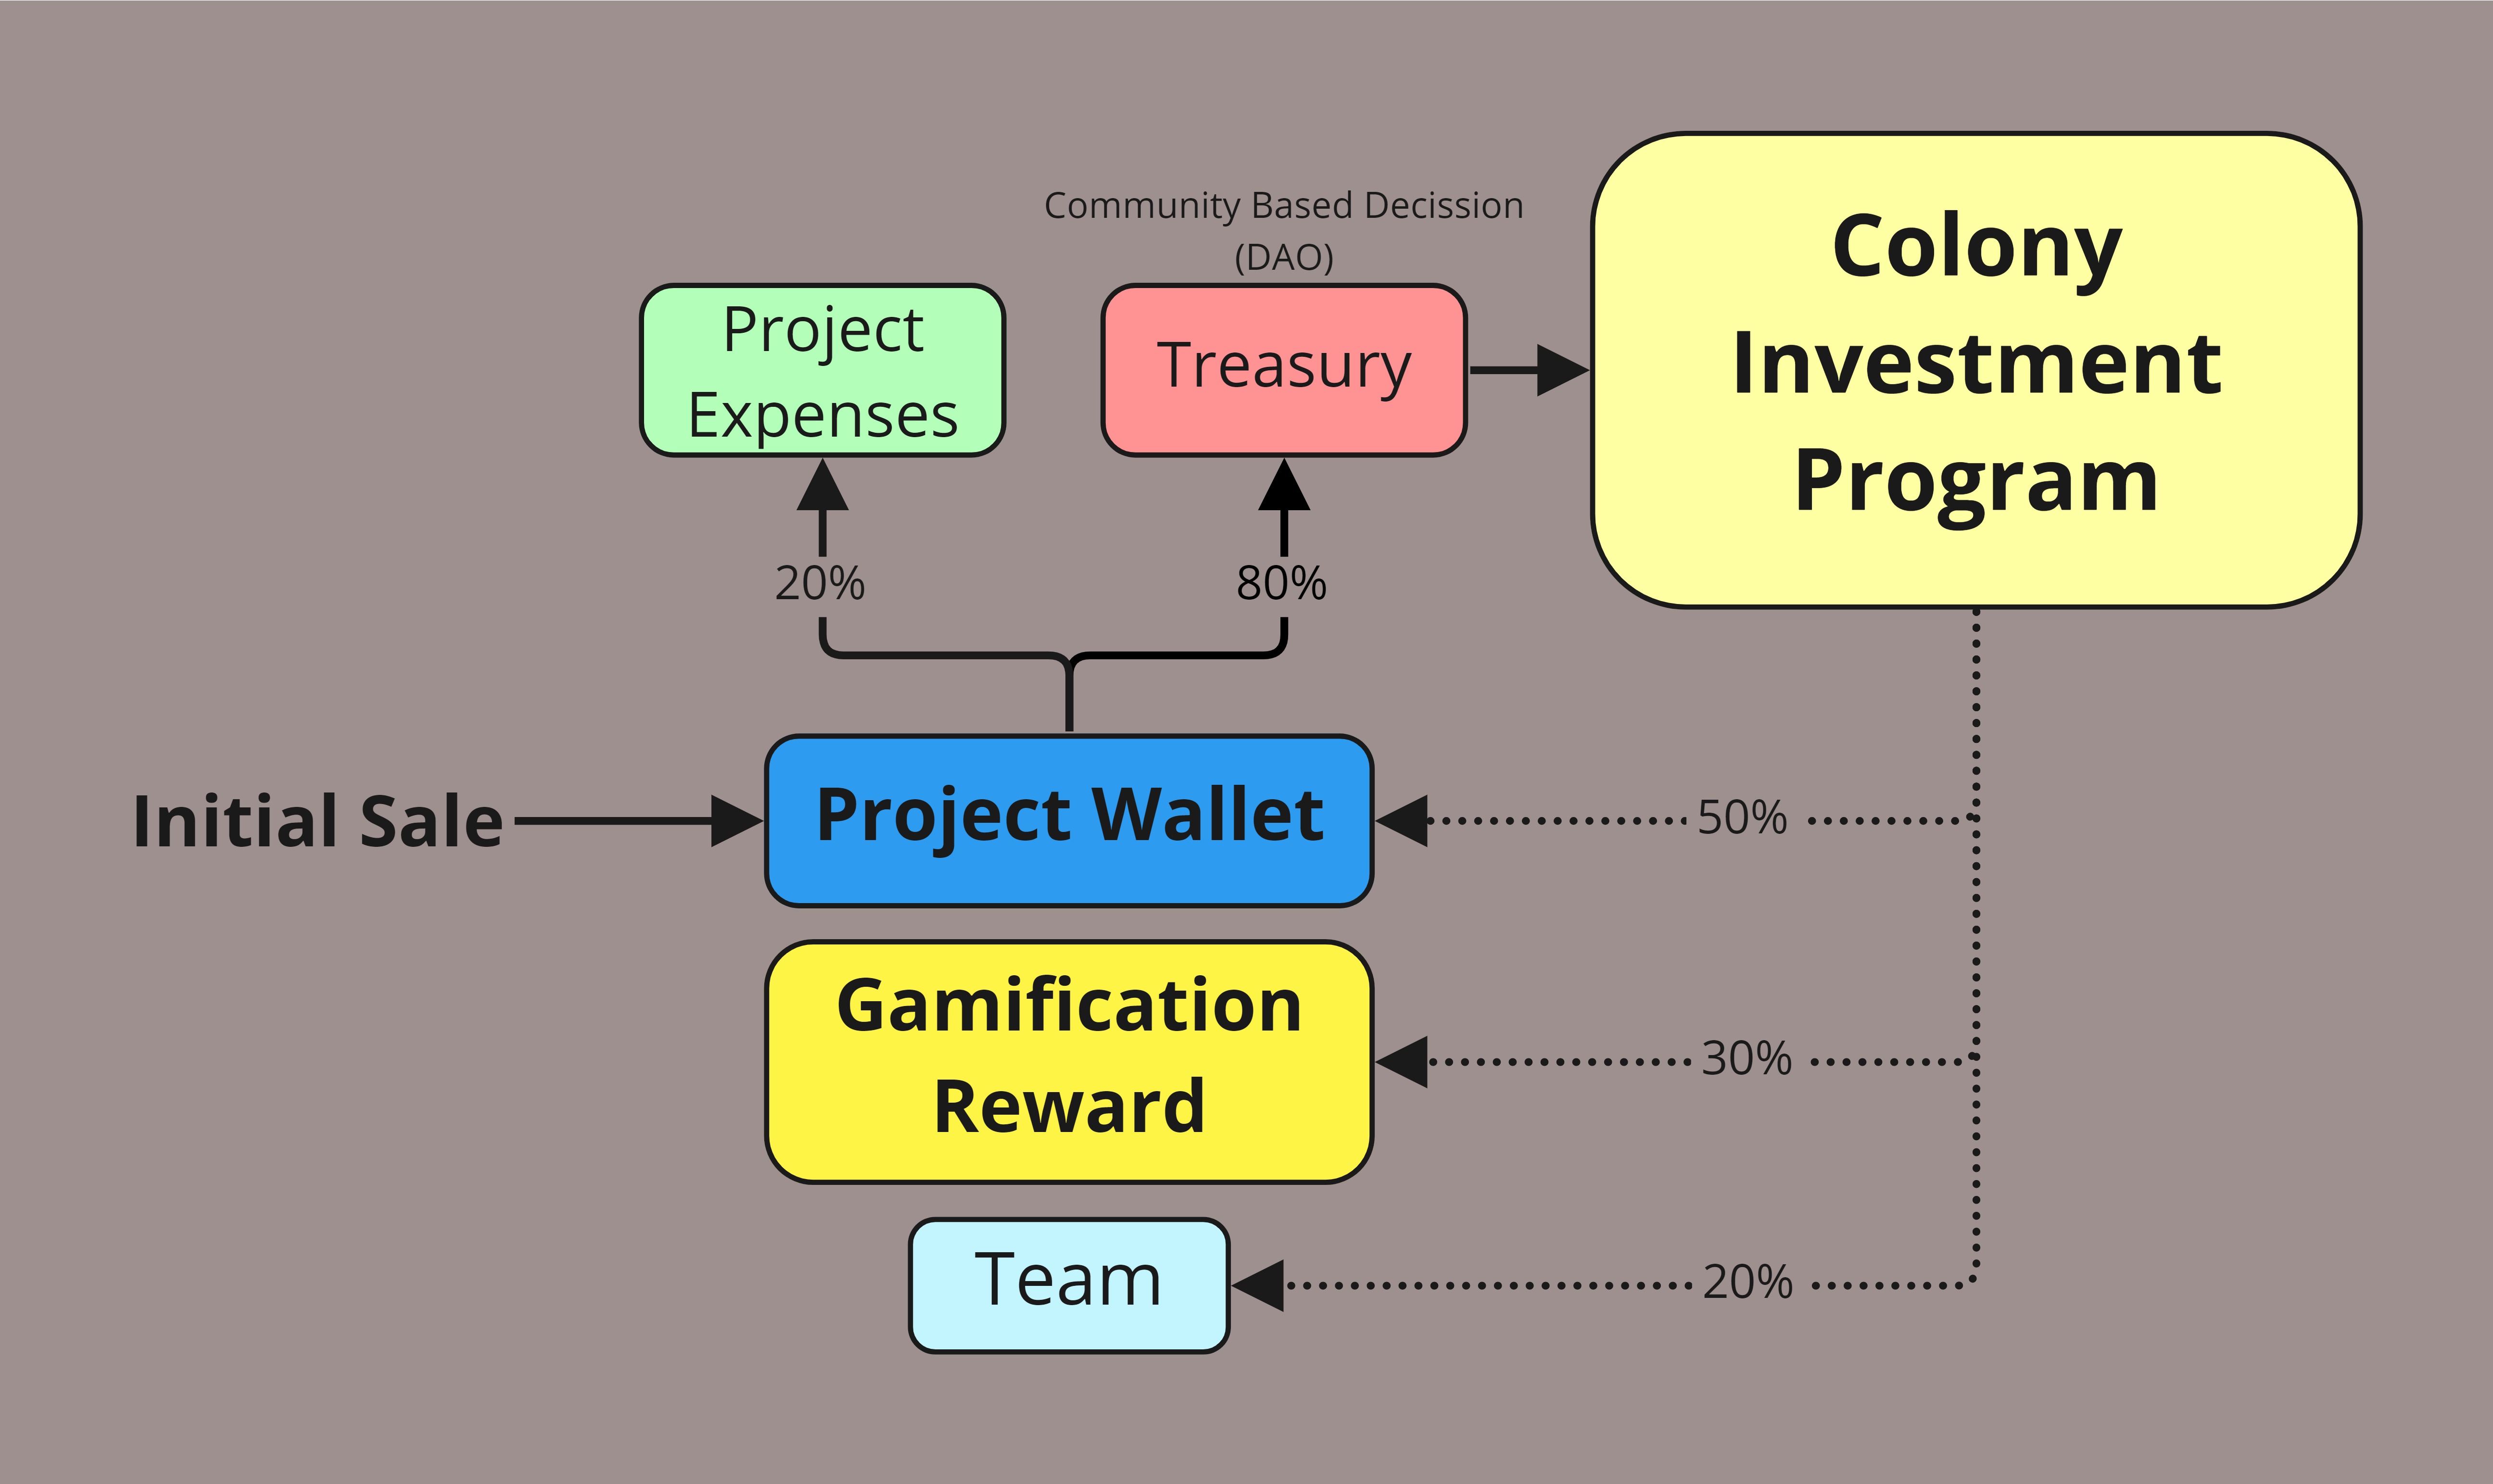 Community Based Decission
(DAO)
Project
Expenses
Treasury
Colony
Investment
Program
20%
80%
Initial Sale
Project Wallet
50%
Gamification
Reward
30%
Team
20%